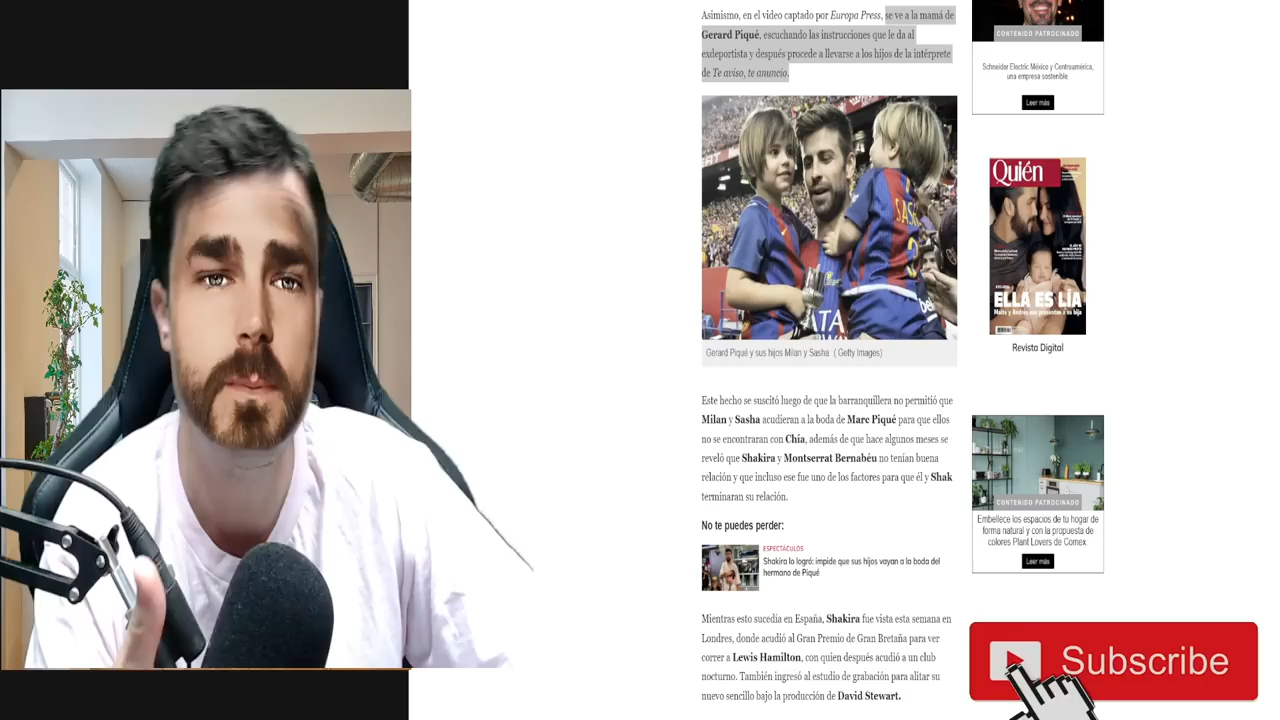 Asimismo, en el video captado por Europa Press, se ve a la mamá de
Gerard Piqué, escuchando las instrucciones que le da al
exdeportista y después procede a llevarse a los hijos de la intérprete
de Te aviso, te anuncio.
SASHA
Gerard Piqué y sus hijos Milan y Sasha ( Getty Images)
Este hecho se suscitó luego de que la barranquillera no permitió que
Milan y Sasha acudieran a la boda de Marc Piqué para que ellos
no se encontraran con Chía, además de que hace algunos meses se
reveló que Shakira y Montserrat Bernabéu no tenían buena
relación y que incluso ese fue uno de los factores para que él y Shak
terminaran su relación.
No te puedes perder:
ESPECTÁCULOS
Shakira lo logró: impide que sus hijos vayan a la boda del
hermano de Piqué
Mientras esto sucedía en España, Shakira fue vista esta semana en
Londres, donde acudió al Gran Premio de Gran Bretaña para ver
correr a Lewis Hamilton, con quien después acudió a un club
nocturno. También ingresó al estudio de grabación para alitar su
nuevo sencillo bajo la producción de David Stewart.
CONTENIDO PATROCINADO
Schneider Electric México y Centroamérica,
una empresa sostenible
Leer más
Quién
ELLA ES LÍA
Maite y Andrés nos presentan a su hija
Revista Digital
CONTENIDO PATROCINADO
Embellece los espacios de tu hogar de
forma natural y con la propuesta de
colores Plant Lovers de Comex.
Leer más
Subscribe